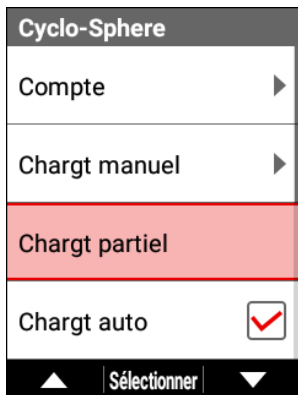 Cyclo-Sphere
Compte
Chargt manuel
Chargt partiel
Chargt auto
Sélectionner